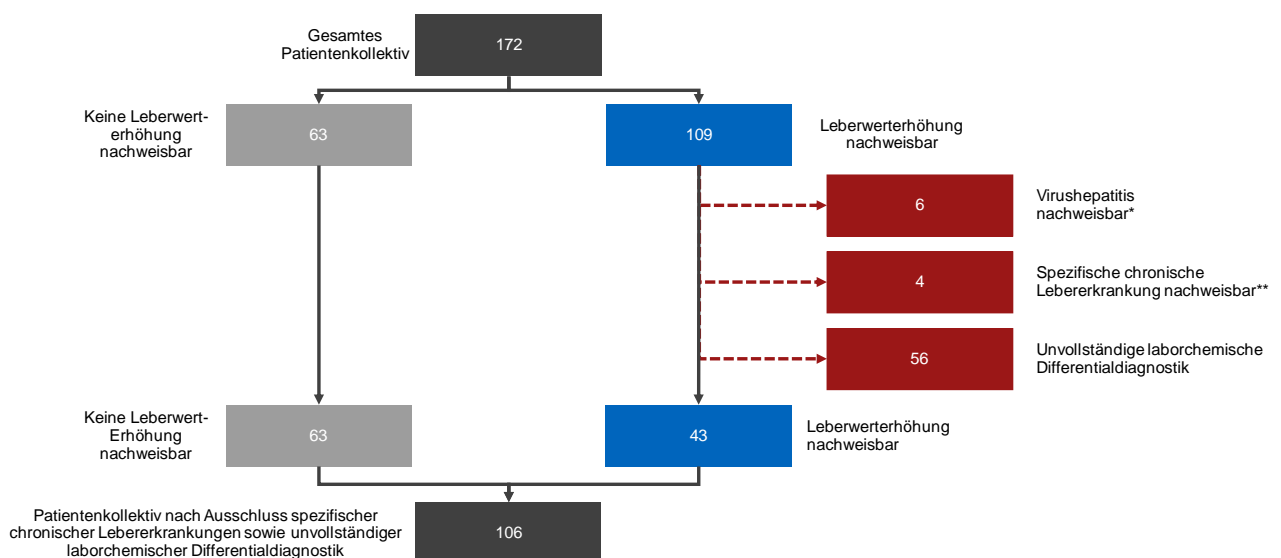 Gesamtes
Patientenkollektiv
172
Keine Leberwert-
erhöhung
nachweisbar
63
109
Leberwerterhöhung
nachweisbar
6
Virushepatitis
nachweisbar*
4
Spezifische chronische
Lebererkrankung nachweisbar**
56
Unvollständige laborchemische
Differentialdiagnostik
Keine Leberwert-
Erhöhung
nachweisbar
63
43
Leberwerterhöhung
nachweisbar
Patientenkollektiv nach Ausschluss spezifischer
chronischer Lebererkrankungen sowie unvollständiger
laborchemischer Differentialdiagnostik
106